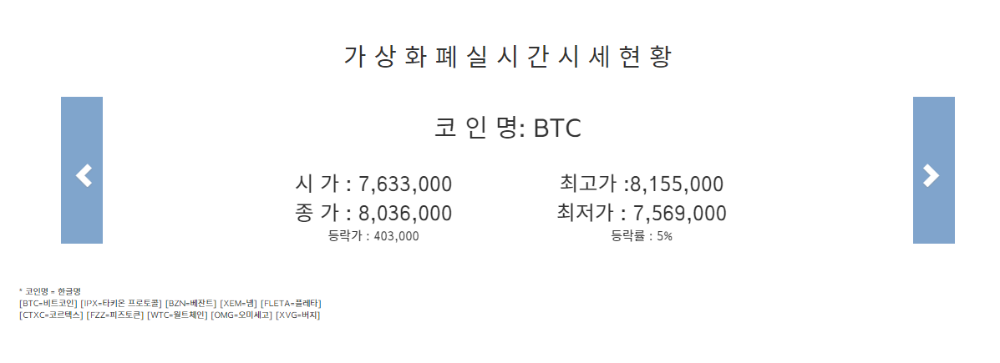 가 상 화 폐 실 시 간 시 세 현 황
코 인 명: BTC
시 가 : 7,633,000
최고가 :8,155,000
종 가 : 8,036,000
최저가 : 7,569,000
등락가 : 403,000
등락률 : 5%
* 코인명 = 한글명
[BTC=비트코인] [IPX=타키온 프로토콜] [BZN=베잔트] [XEM=넴] [FLETA=플레타]
[CTXC=코르텍스] [FZZ=피즈토큰] [WTC=월트체인] [OMG=오미세고] [XVG=버지]